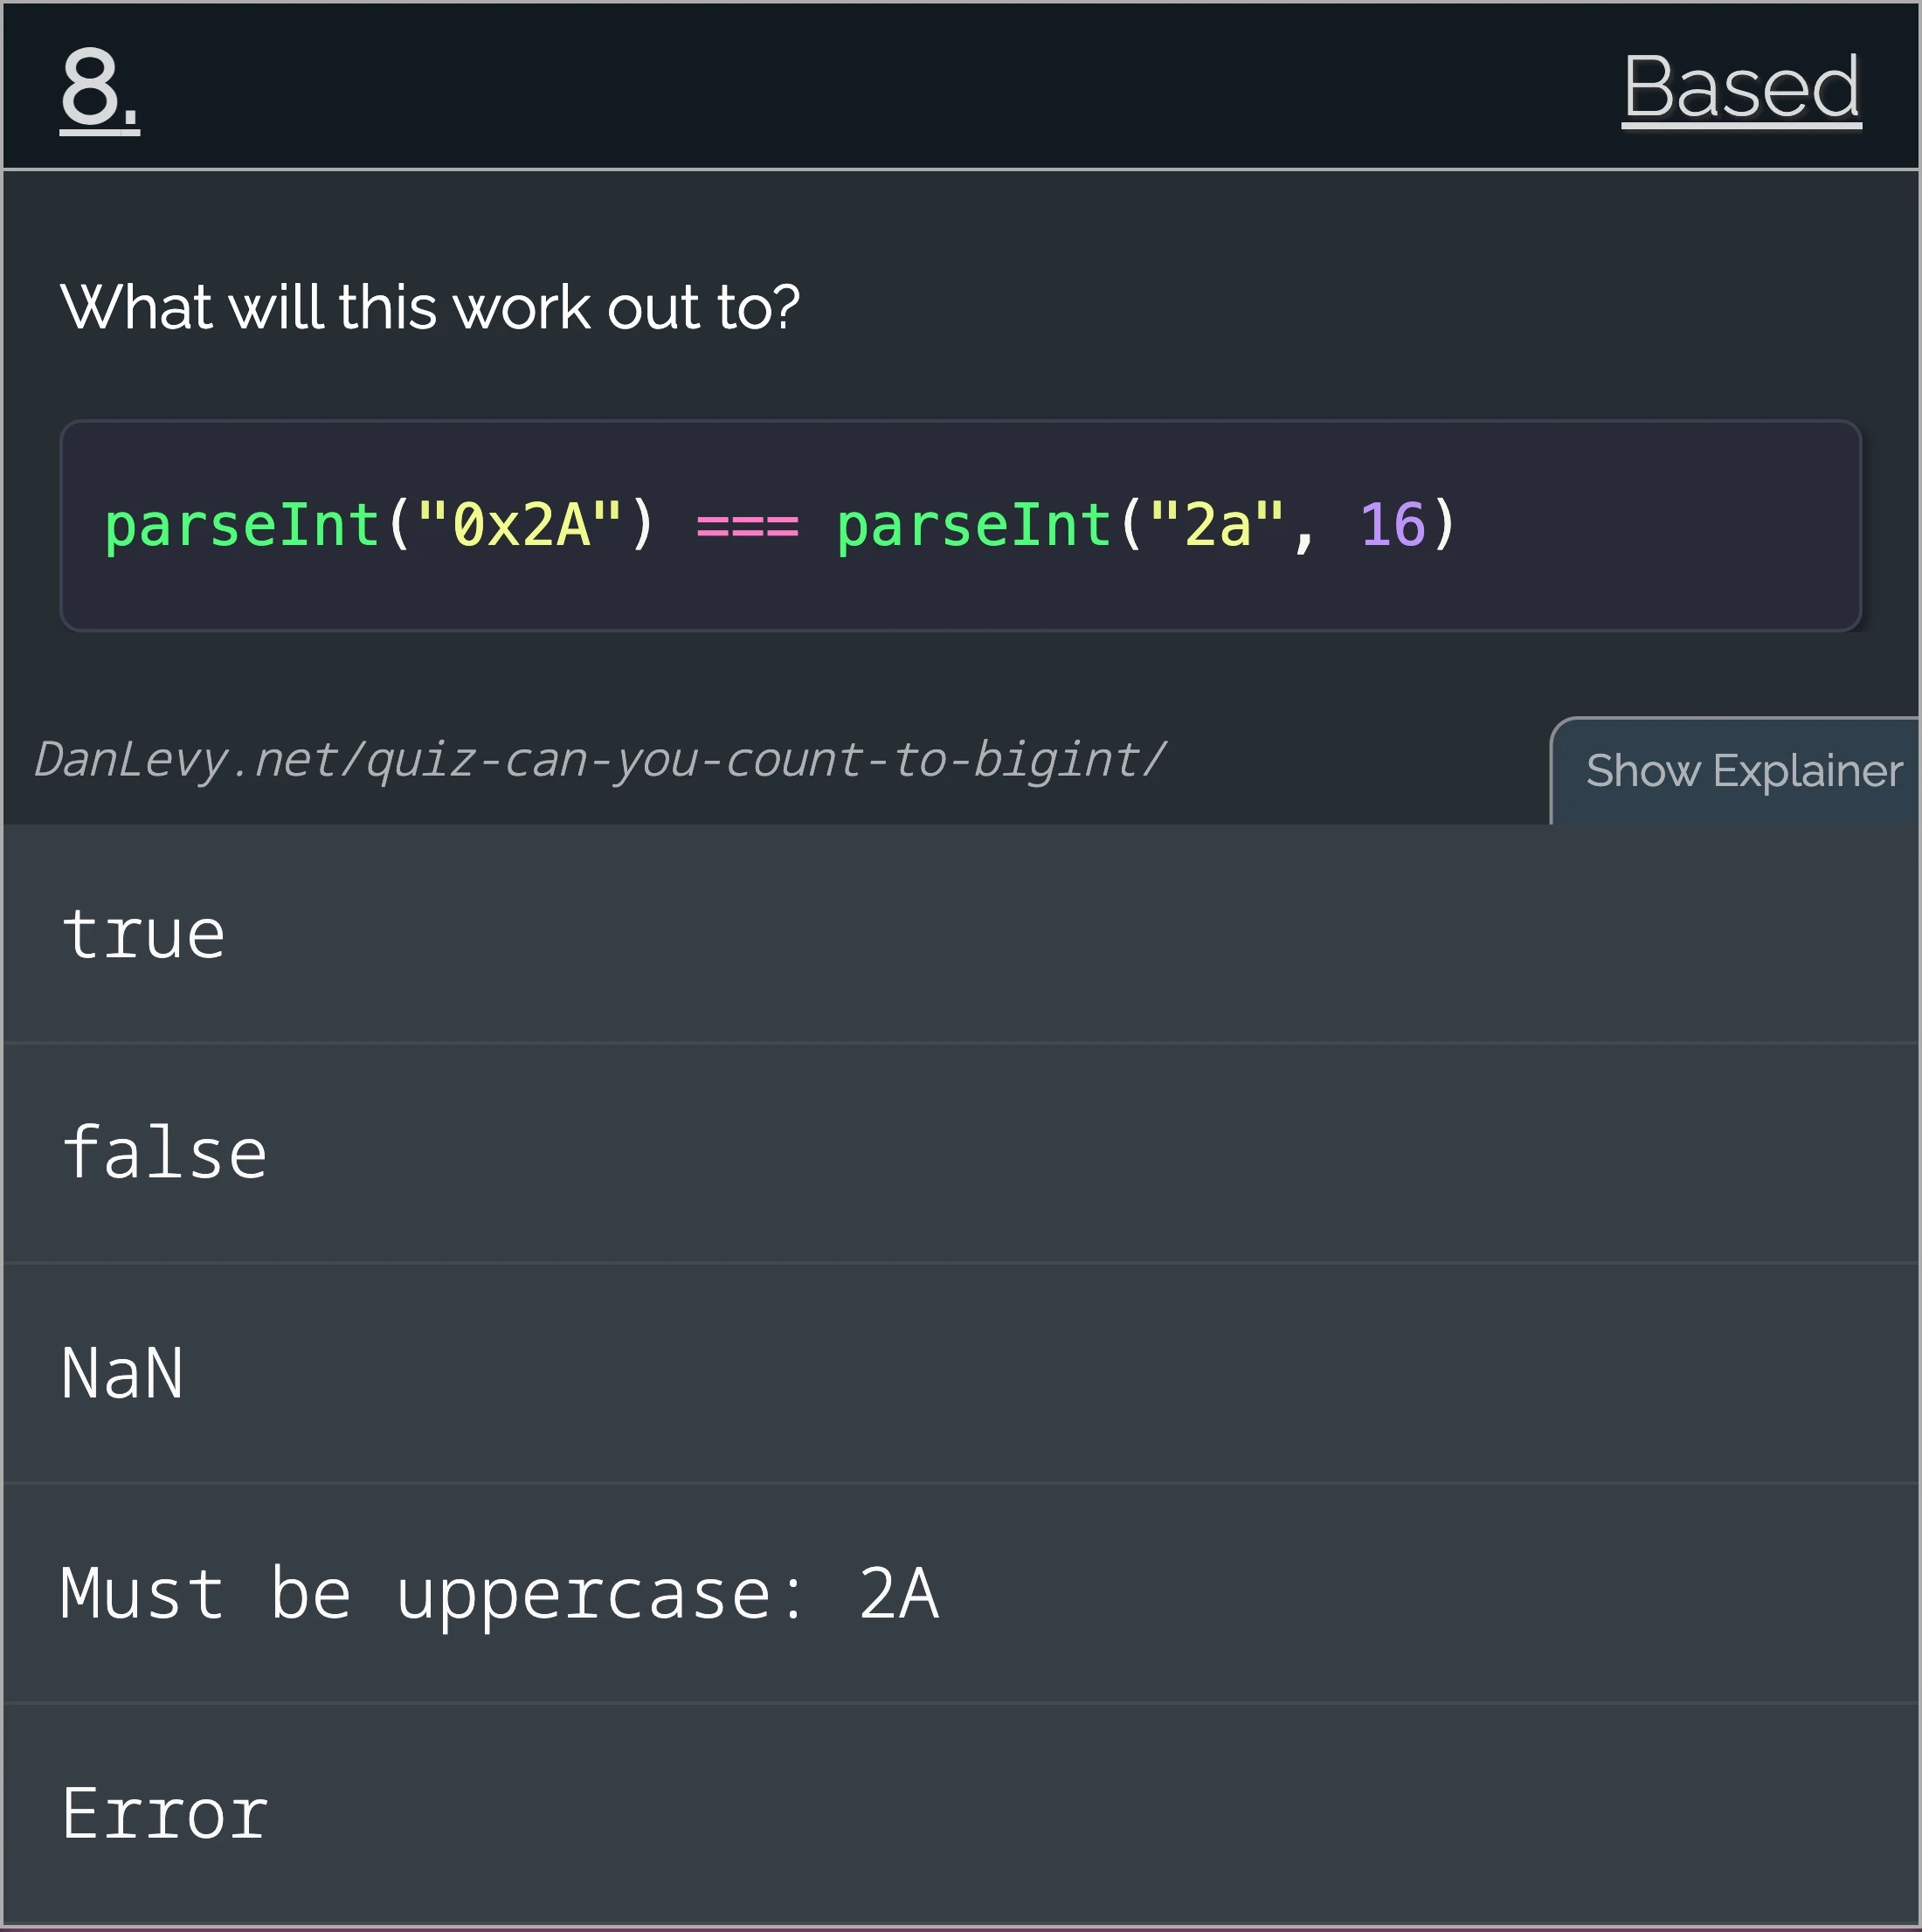 8.
Based
What will this work out to?
parseInt("0x2A") === parseInt("2a", 16)
DanLevy.net/quiz-can-you-count-to-bigint/
Show Explainer
true
false
NaN
Must be uppercase: 2A
Error